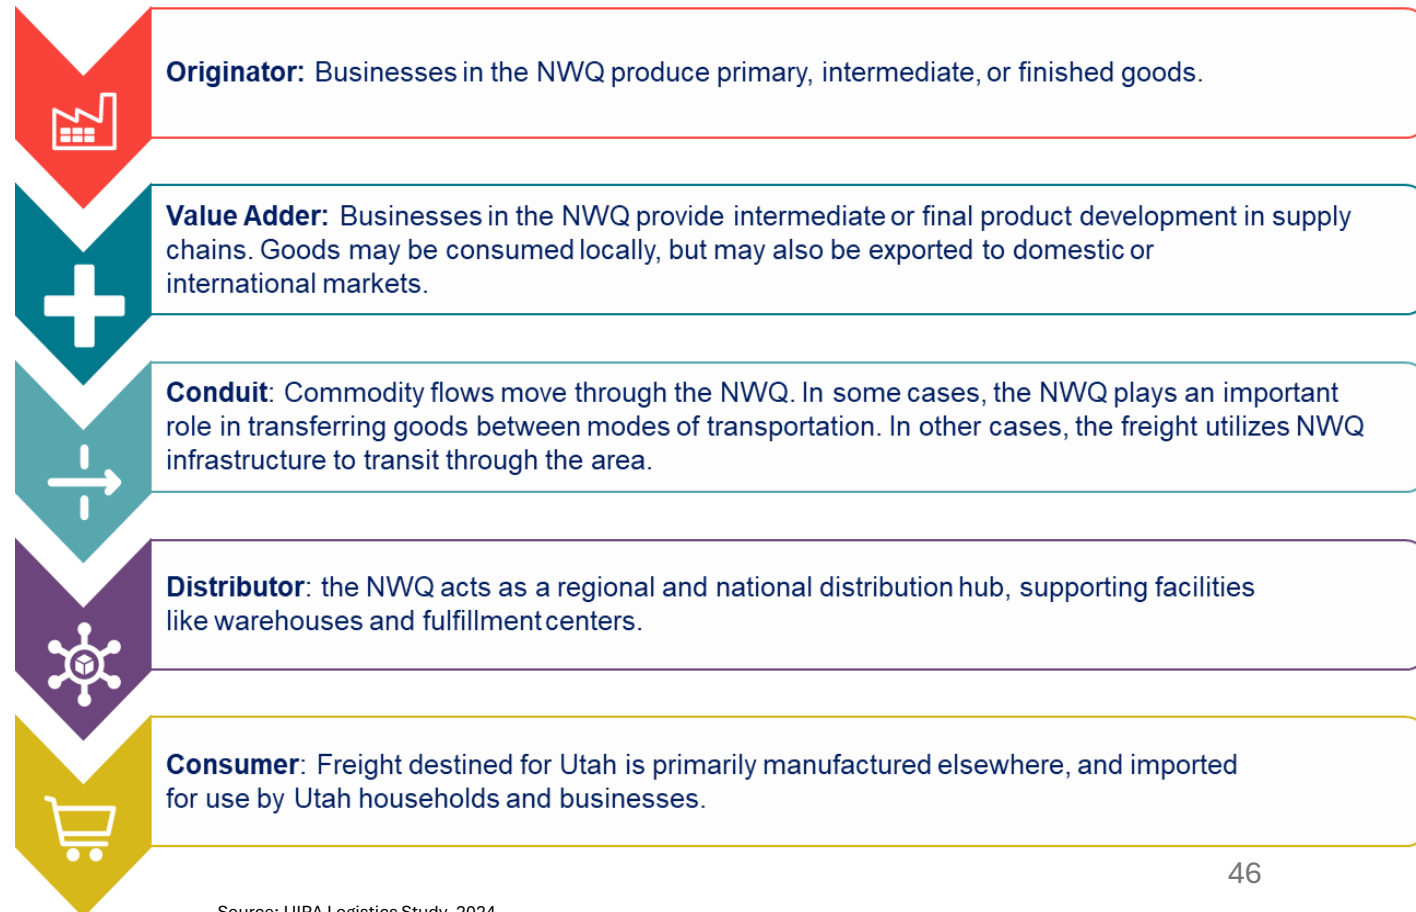 Originator: Businesses in the NWQ produce primary, intermediate, or finished goods.
Value Adder: Businesses in the NWQ provide intermediate or final product development in supply
chains. Goods may be consumed locally, but may also be exported to domestic or
international markets.
Conduit: Commodity flows move through the NWQ. In some cases, the NWQ plays an important
role in transferring goods between modes of transportation. In other cases, the freight utilizes NWQ
infrastructure to transit through the area.
Distributor: the NWQ acts as a regional and national distribution hub, supporting facilities
like warehouses and fulfillment centers.
Consumer: Freight destined for Utah is primarily manufactured elsewhere, and imported
for use by Utah households and businesses.
46
Source: UIPA Logistics Study, 2024